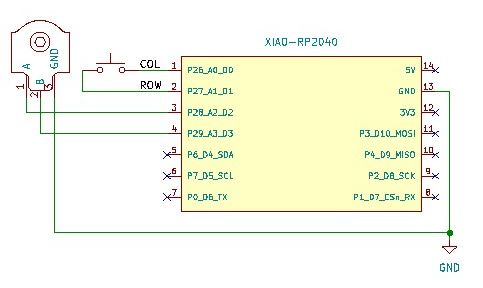 XIAO-RP2040
A
B
GND
1
2
3
COL
ROW
1 P26_A0_D0
2 P27_A1_D1
3 P28_A2_D2
4 P29_A3_D3
5 P6_D4_SDA
6 P7_D5_SCL
7 P0_D6_TX
5V 14
GND 13
3V3 12
P3_D10_MOSI 11
P4_D9_MISO 10
P2_D8_SCK 9
P1_D7_CSn_RX 8
GND